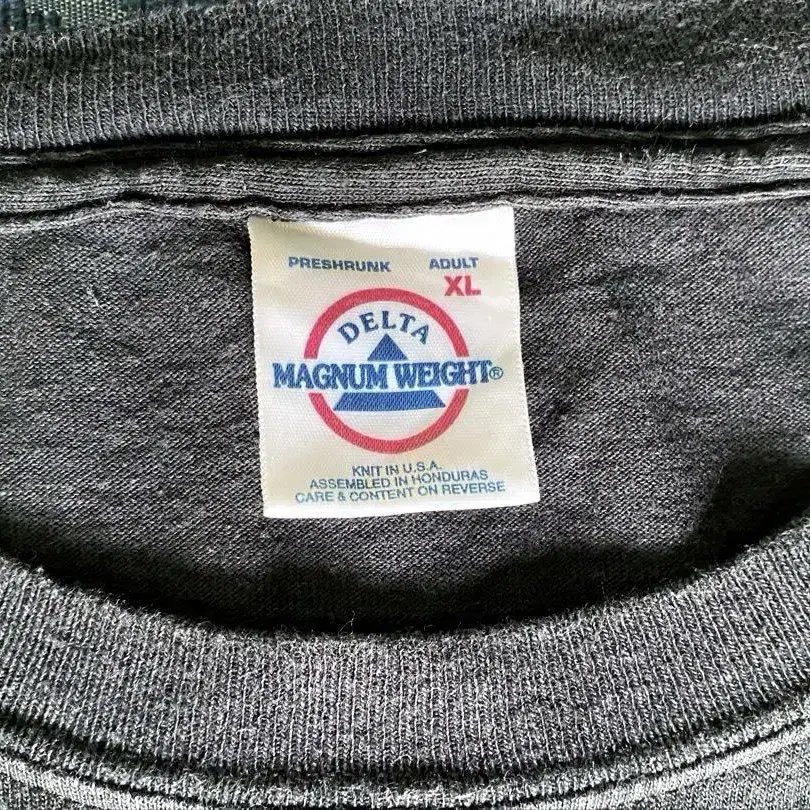 PRESHRUNK ADULT
XL
DELTA
MAGNUM WEIGHT®
KNIT IN U.S.A.
ASSEMBLED IN HONDURAS
CARE & CONTENT ON REVERSE